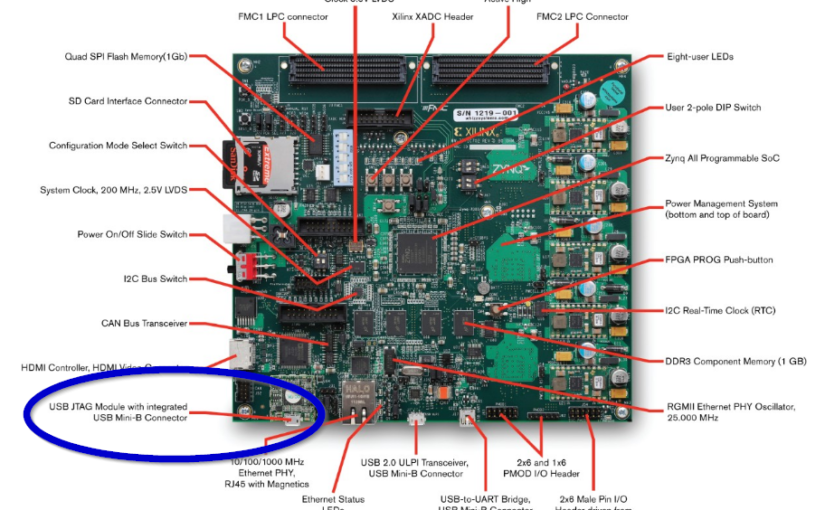 FMC1 LPC connector
Xilinx XADC Header
FMC2 LPC Connector
Quad SPI Flash Memory(1Gb)
SD Card Interface Connector
Configuration Mode Select Switch
System Clock, 200 MHz, 2.5V LVDS
Power On/Off Slide Switch
I2C Bus Switch
CAN Bus Transceiver
HDMI Controller, HDMI
USB JTAG Module with integrated
USB Mini-B Connector
Eight-user LEDs
User 2-pole DIP Switch
Zynq All Programmable SoC
Power Management System
(bottom and top of board)
FPGA PROG Push-button
I2C Real-Time Clock (RTC)
DDR3 Component Memory (1 GB)
RGMII Ethernet PHY Oscillator,
25.000 MHz
S/N 1219-001
XILINX
ZYNQ
HALO
10/100/1000 MHz
Ethernet PHY,
RJ45 with Magnetics
Ethernet Status
LEDs
USB 2.0 ULPI Transceiver,
USB Mini-B Connector
USB-to-UART Bridge,
USB Mini-B Connector
2x6 and 1x6
PMOD I/O Header
2x6 Male Pin I/O
Header driven from